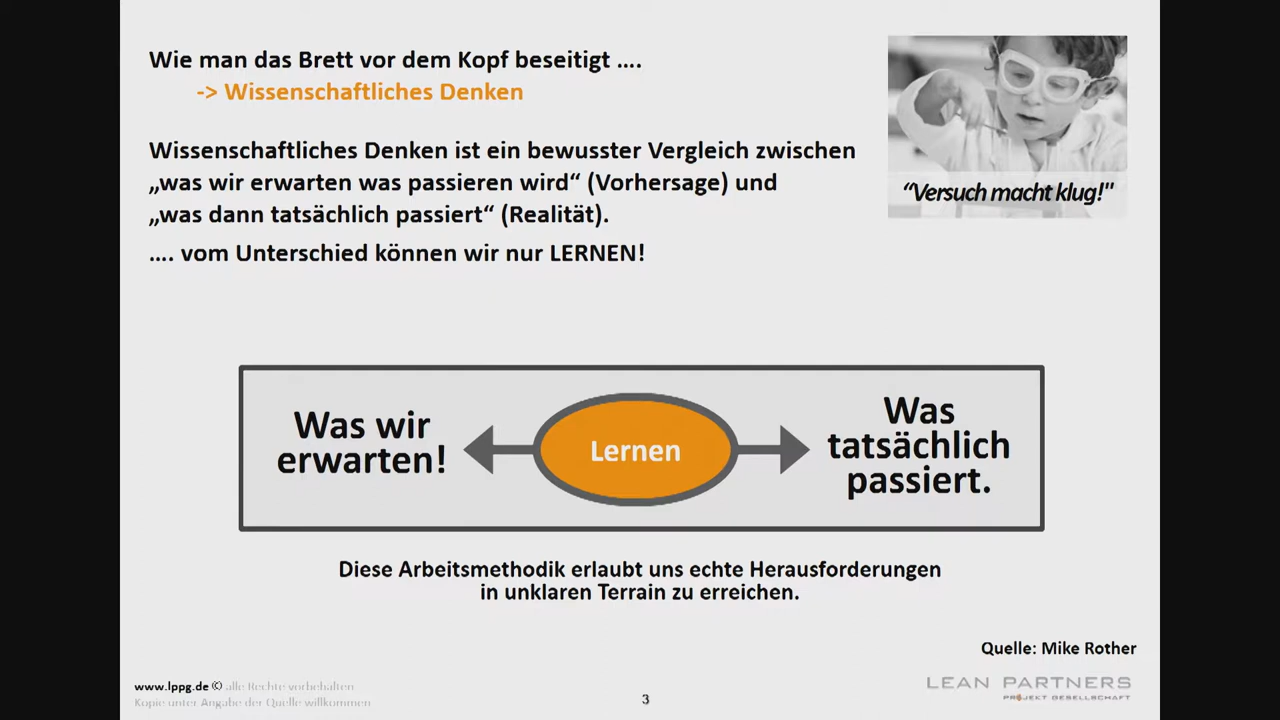 Wie man das Brett vor dem Kopf beseitigt ….
-> Wissenschaftliches Denken
Wissenschaftliches Denken ist ein bewusster Vergleich zwischen
„was wir erwarten was passieren wird“ (Vorhersage) und
„was dann tatsächlich passiert“ (Realität).
…. vom Unterschied können wir nur LERNEN!
“Versuch macht klug!"
Was wir
erwarten!
Lernen
Was
tatsächlich
passiert.
Diese Arbeitsmethodik erlaubt uns echte Herausforderungen
in unklaren Terrain zu erreichen.
Quelle: Mike Rother
www.lppg.de © alle Rechte vorbehalten
Kopie unter Angabe der Quelle willkommen
3
LEAN PARTNERS
PROJEKT GESELLSCHAFT